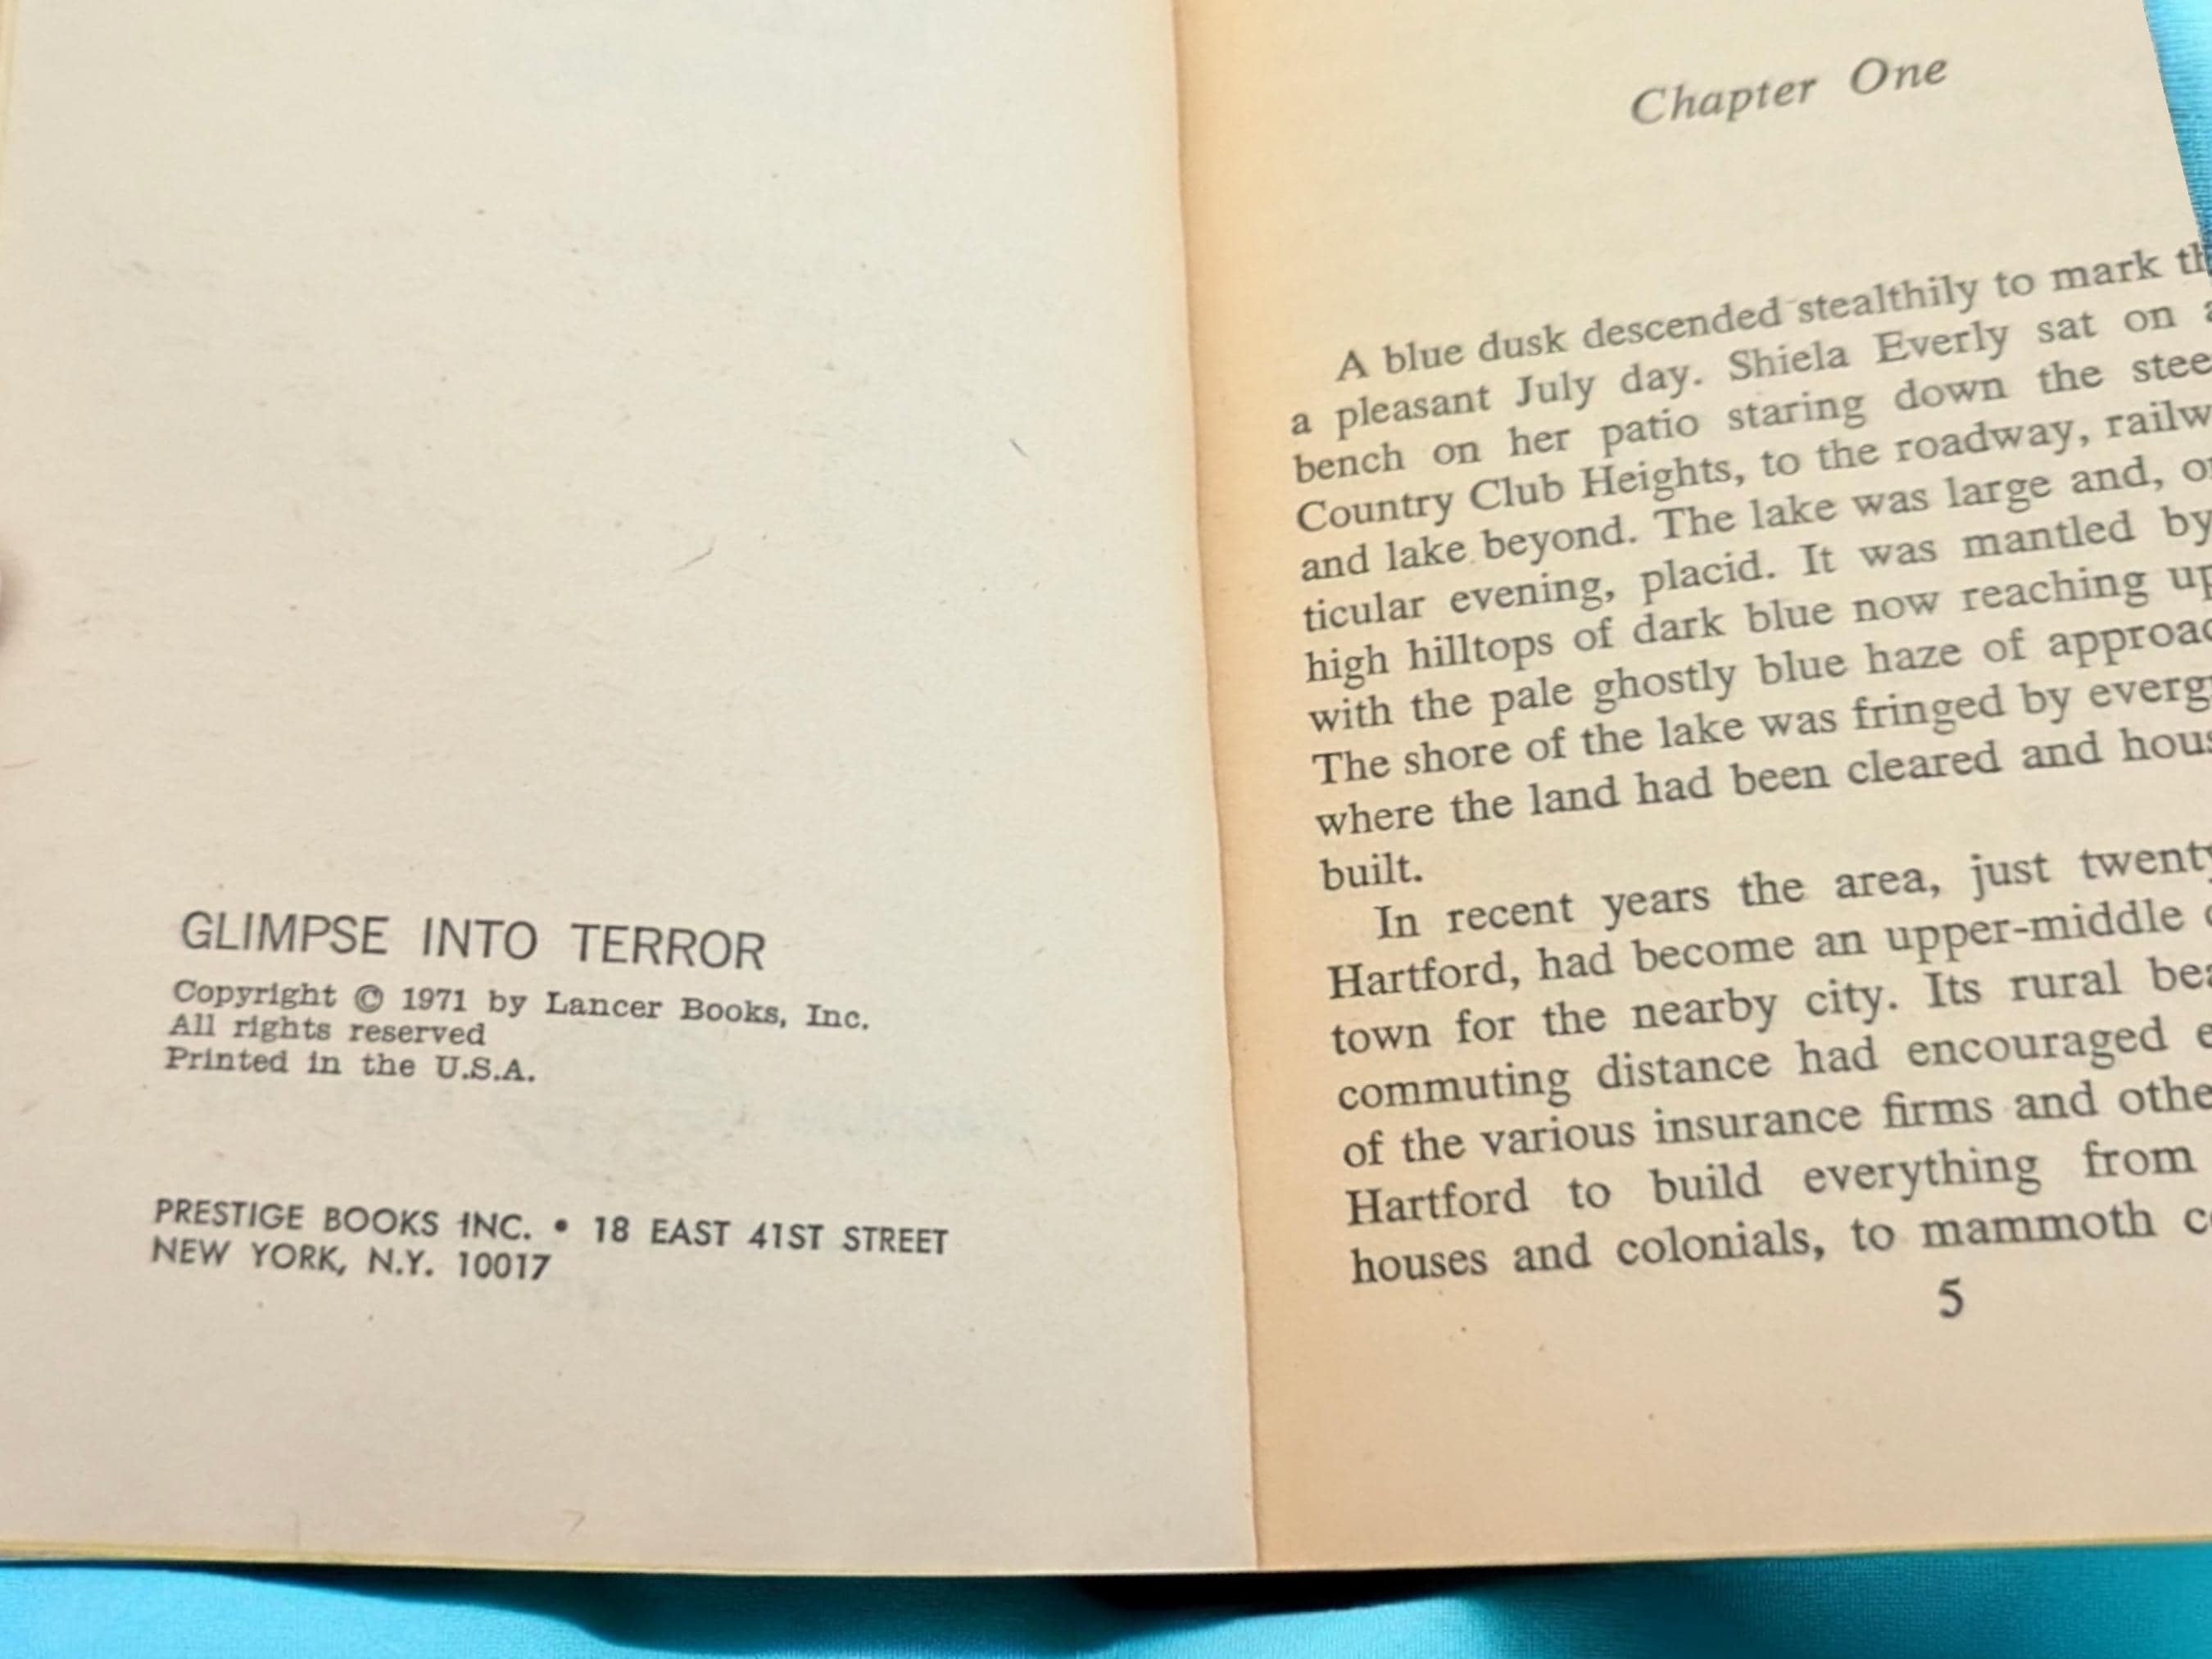 GLIMPSE INTO TERROR
Copyright © 1971 by Lancer Books, Inc.
All rights reserved
Printed in the U.S.A.
PRESTIGE BOOKS INC. • 18 EAST 41ST STREET
NEW YORK, N.Y. 10017
Chapter One
A blue dusk descended stealthily to mark
a pleasant July day. Shiela Everly sat on
bench on her patio staring down the
Country Club Heights, to the roadway,
and lake beyond. The lake was large and,
ticular evening, placid. It was mantled by
high hilltops of dark blue now reaching up
with the pale ghostly blue haze of
The shore of the lake was fringed by
where the land had been cleared and
built.
In recent years the area, just
Hartford, had become an upper-middle
town for the nearby city. Its rural
commuting distance had encouraged
of the various insurance firms and
Hartford to build everything from
houses and colonials, to mammoth
5